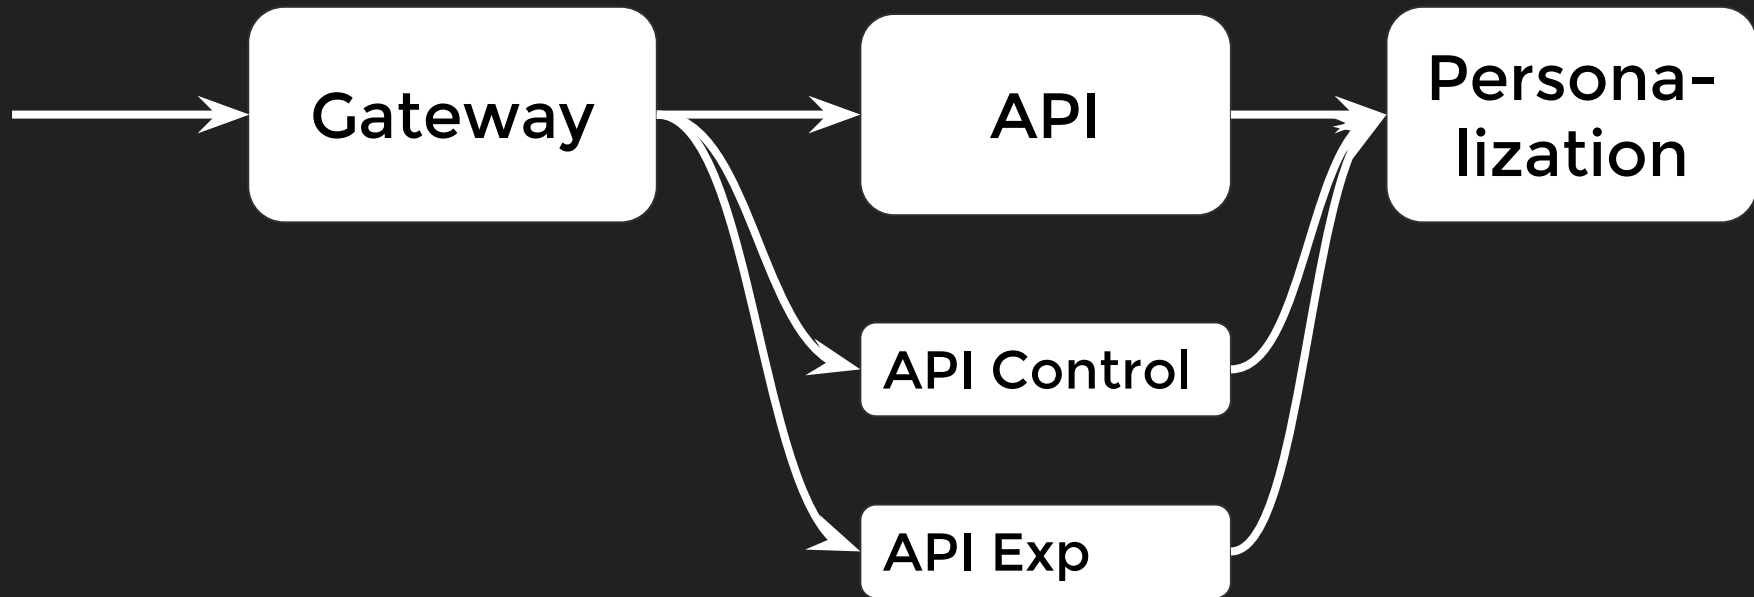 Gateway
API
Persona-
lization
API Control
API Exp